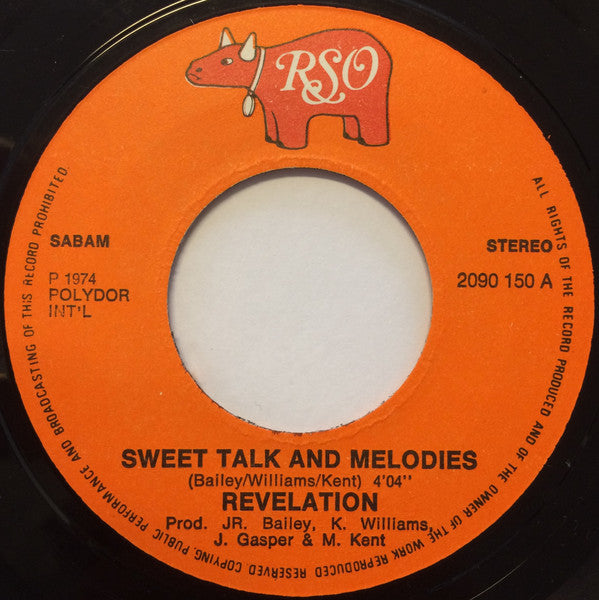 RSO
SABAM
STEREO
P 1974
POLYDOR
INT'L
2090 150 A
SWEET TALK AND MELODIES
(Bailey/Williams/Kent) 4'04"
REVELATION
Prod. JR. Bailey, K. Williams,
J. Gasper & M. Kent
ALL RIGHTS OF THE RECORD PRODUCED AND OF THE OWNER OF THE WORK REPRODUCED RESERVED COPYING, PUBLIC PERFORMANCE AND BROADCASTING OF THIS RECORD PROHIBITED.